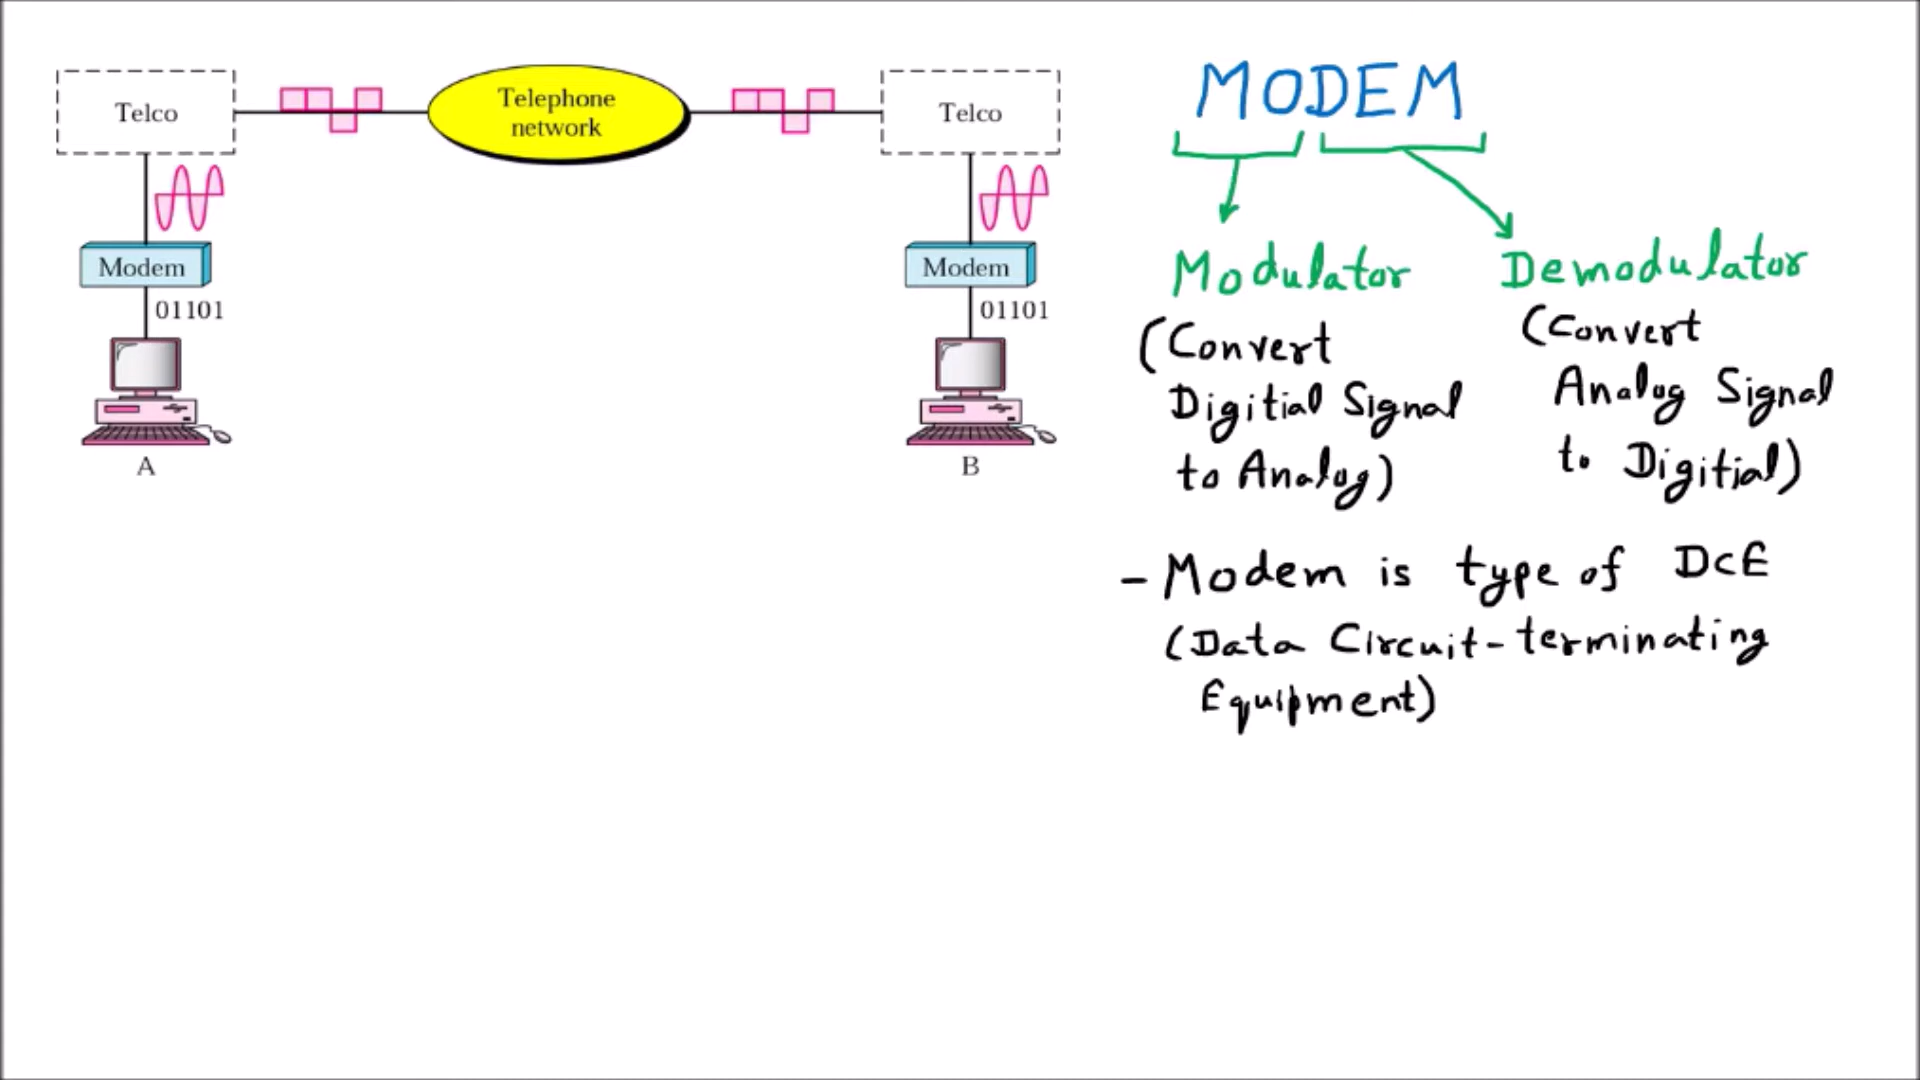 Telco
Telephone
network
Telco
Modem
01101
A
Modem
01101
B
MODEM
Modulator
(Convert
Digitial Signal
to Analog)
Demodulator
(Convert
Analog Signal
to Digitial)
- Modem is type of DCE
(Data Circuit-terminating
Equipment)